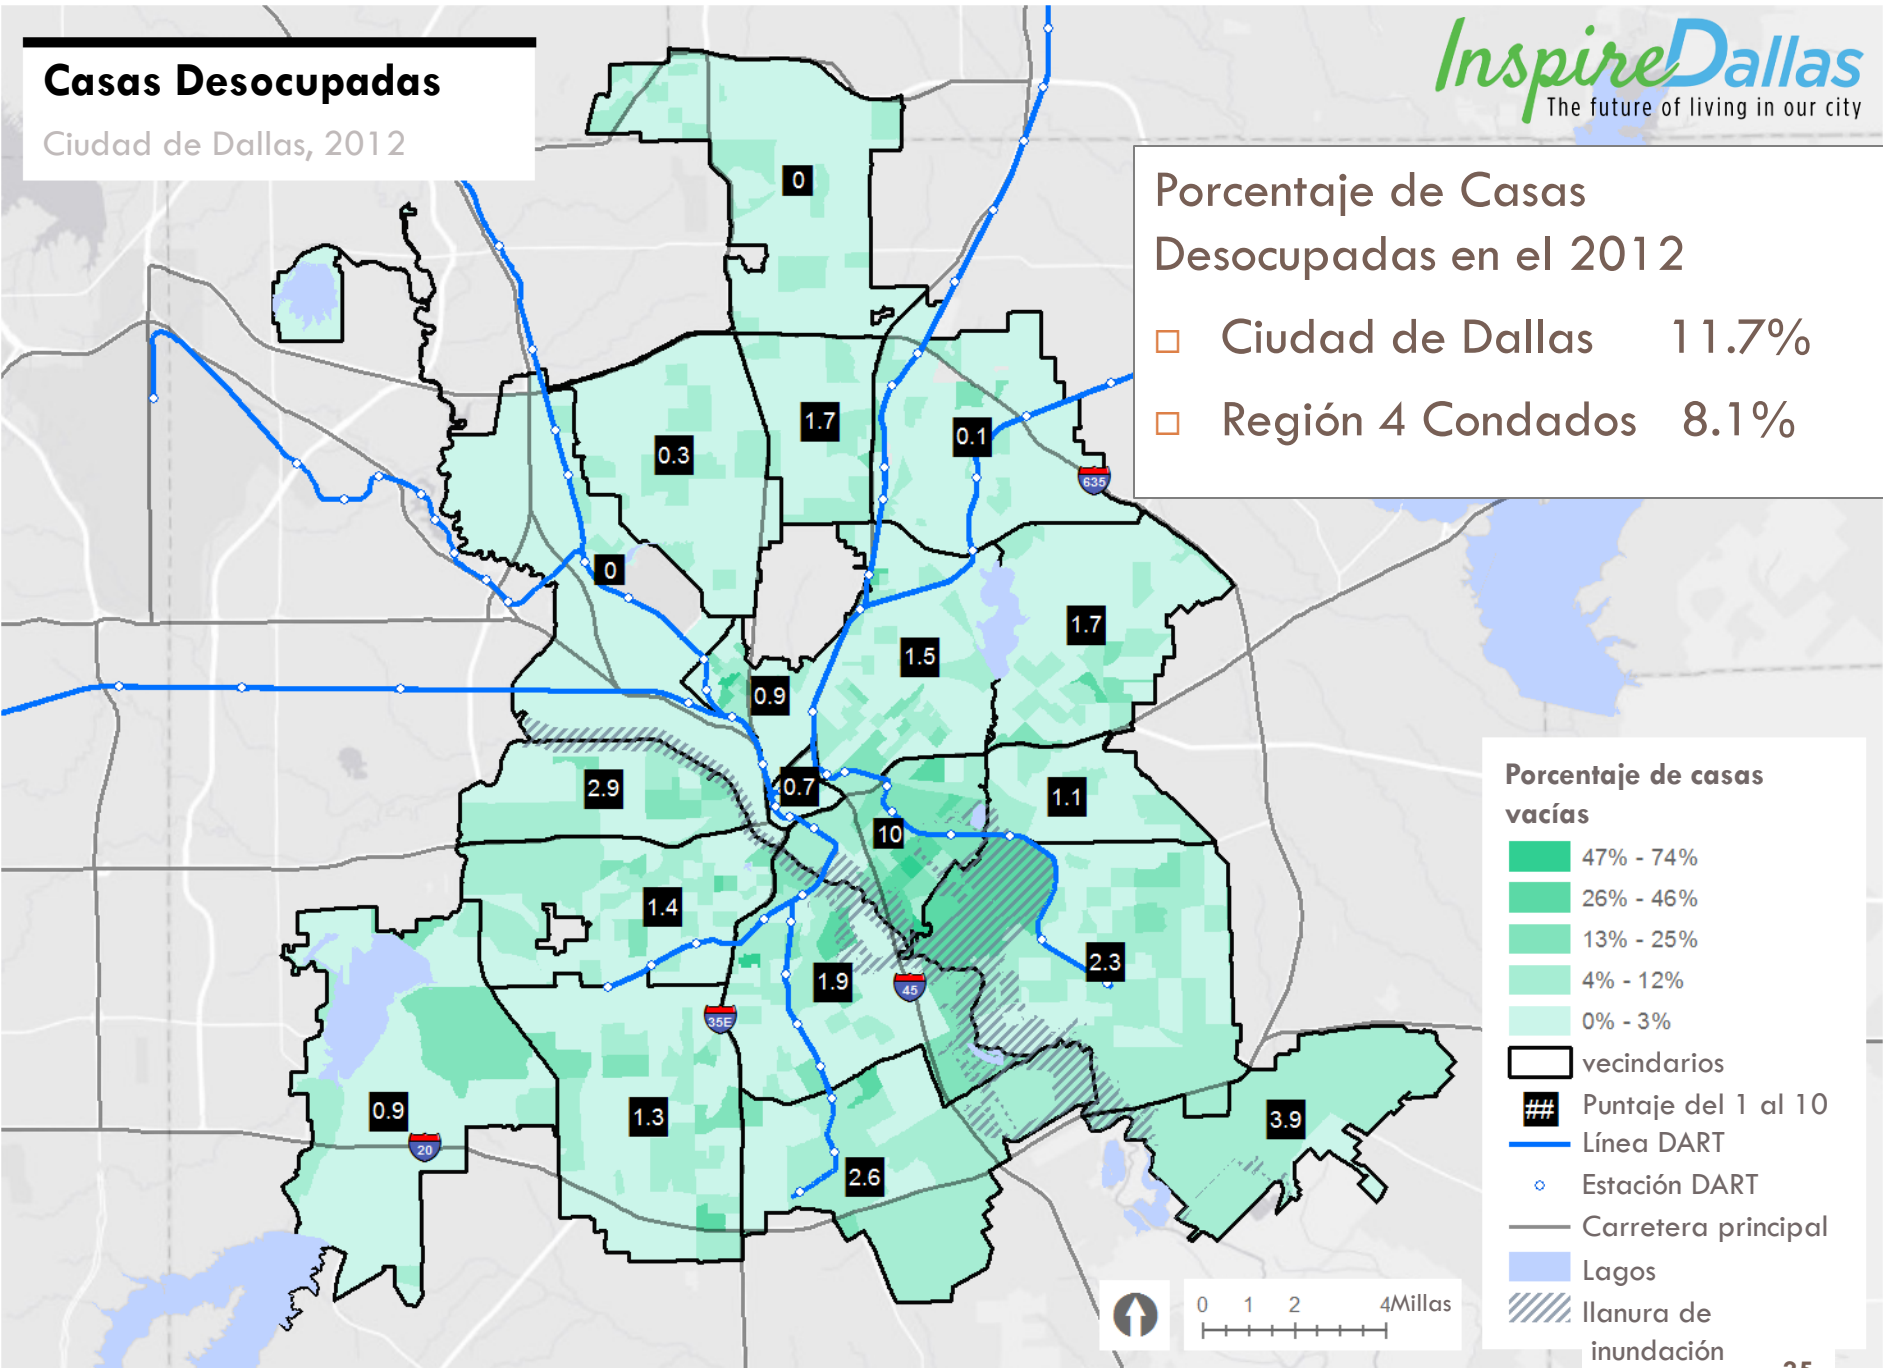 Casas Desocupadas
Ciudad de Dallas, 2012
InspireDallas
The future of living in our city
Porcentaje de Casas
Desocupadas en el 2012
Ciudad de Dallas 11.7%
Región 4 Condados 8.1%
0
1.7
0.3
0.1
635
0
1.7
1.5
0.9
2.9
0.7
1.1
10
1.4
2.3
1.9
45
35E
0.9
1.3
3.9
20
2.6
Porcentaje de casas
vacías
47% - 74%
26% - 46%
13% - 25%
4% - 12%
0% - 3%
vecindarios
## Puntaje del 1 al 10
Línea DART
Estación DART
Carretera principal
Lagos
llanura de
inundación
0 1 2 4Millas